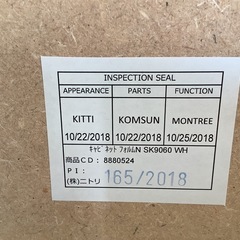 INSPECTION SEAL
APPEARANCE PARTS FUNCTION
KITTI KOMSUN MONTREE
10/22/2018 10/22/2018 10/25/2018
ｷｬﾋﾞﾈｯﾄ ﾌｫﾙﾑN SK9060 WH
商品CD: 8880524
PI: 165/2018
(株)ニトリ